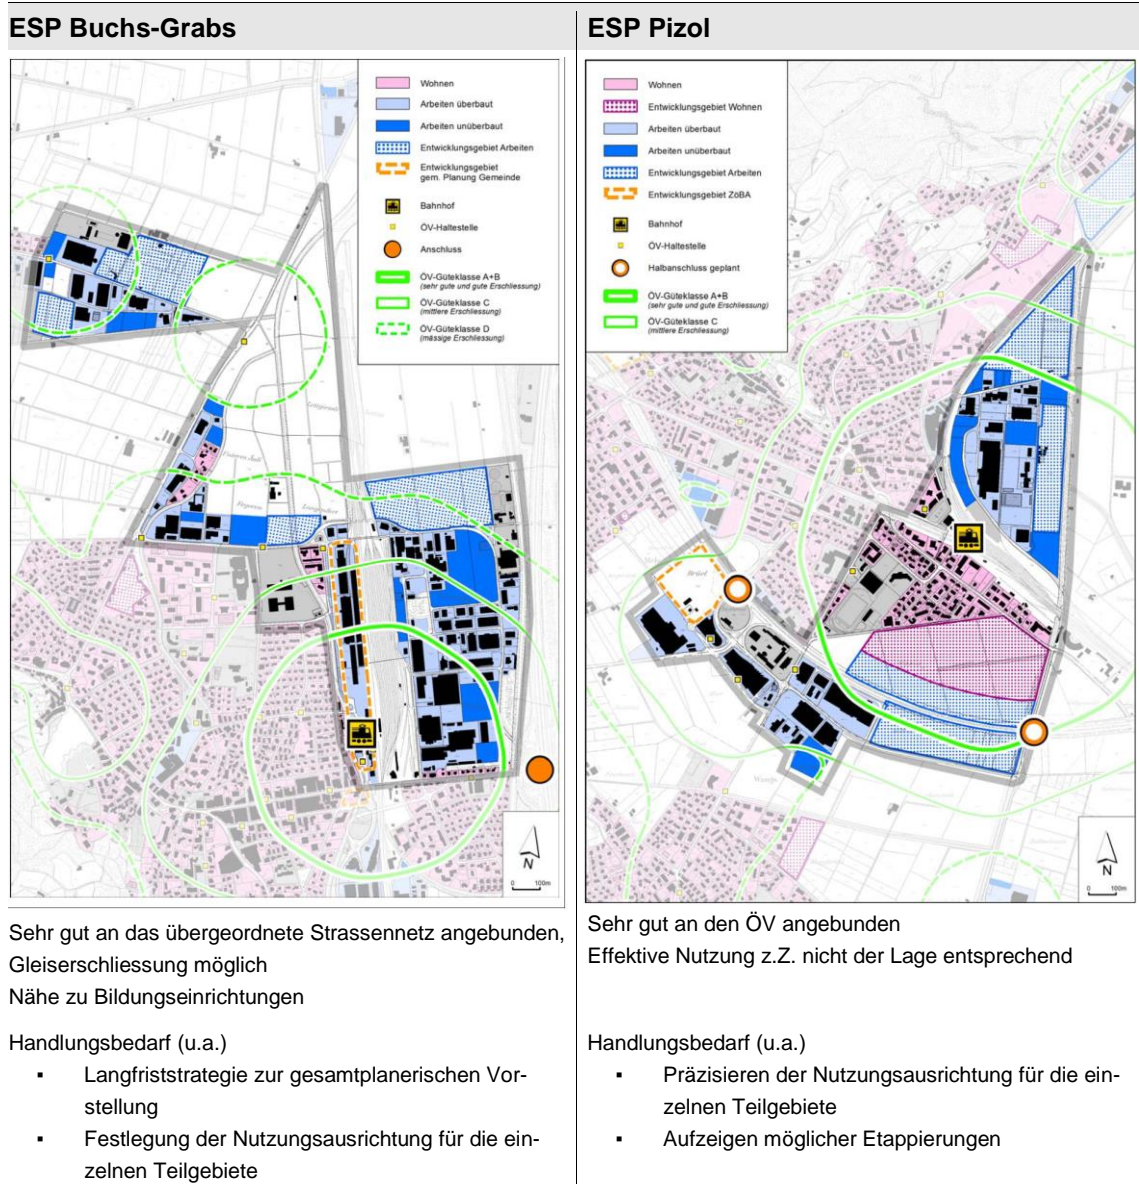 ESP Buchs-Grabs
Wohnen
Arbeiten überbaut
Arbeiten unüberbaut
Entwicklungsgebiet Arbeiten
Entwicklungsgebiet
gem. Planung Gemeinde
Bahnhof
ÖV-Haltestelle
Anschluss
ÖV-Güteklasse A+B
(sehr gute und gute Erschliessung)
ÖV-Güteklasse C
(mittlere Erschliessung)
ÖV-Güteklasse D
(mässige Erschliessung)
N
0 100m
Sehr gut an das übergeordnete Strassennetz angebunden,
Gleiserschliessung möglich
Nähe zu Bildungseinrichtungen
Handlungsbedarf (u.a.)
▪ Langfriststrategie zur gesamtplanerischen Vor-
stellung
▪ Festlegung der Nutzungsausrichtung für die ein-
zelnen Teilgebiete
ESP Pizol
Wohnen
Entwicklungsgebiet Wohnen
Arbeiten überbaut
Arbeiten unüberbaut
Entwicklungsgebiet Arbeiten
Entwicklungsgebiet ZöBA
Bahnhof
ÖV-Haltestelle
Halbanschluss geplant
ÖV-Güteklasse A+B
(sehr gute und gute Erschliessung)
ÖV-Güteklasse C
(mittlere Erschliessung)
Brüel
N
0 100m
Sehr gut an den ÖV angebunden
Effektive Nutzung z.Z. nicht der Lage entsprechend
Handlungsbedarf (u.a.)
▪ Präzisieren der Nutzungsausrichtung für die ein-
zelnen Teilgebiete
▪ Aufzeigen möglicher Etappierungen